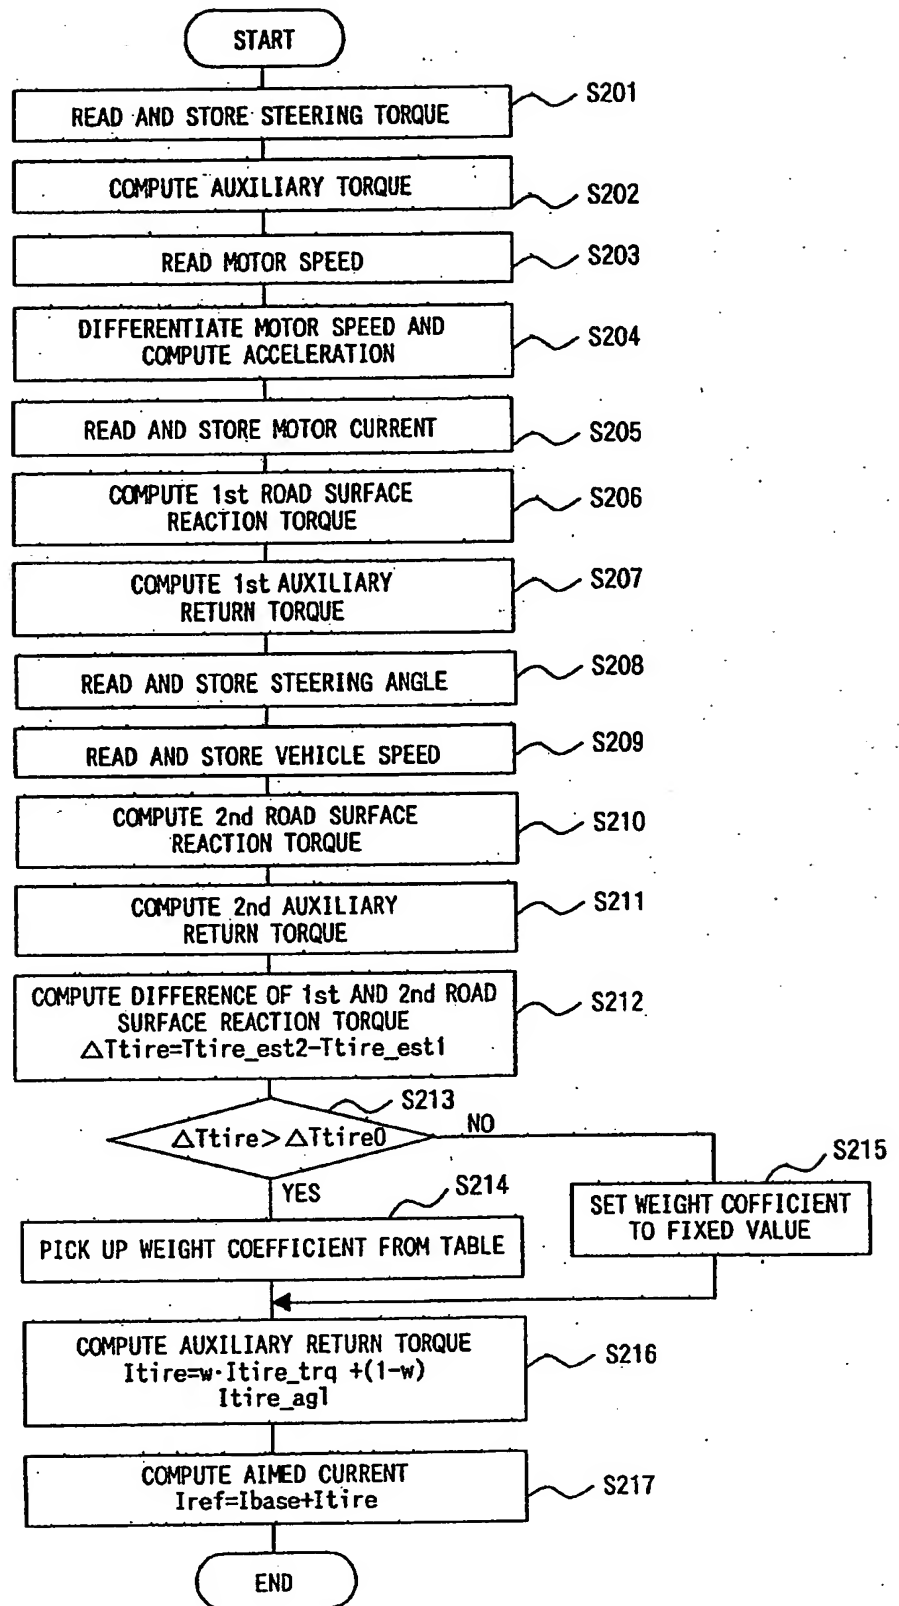 START
READ AND STORE STEERING TORQUE
S201
COMPUTE AUXILIARY TORQUE
S202
READ MOTOR SPEED
S203
DIFFERENTIATE MOTOR SPEED AND
COMPUTE ACCELERATION
S204
READ AND STORE MOTOR CURRENT
S205
COMPUTE 1st ROAD SURFACE
REACTION TORQUE
S206
COMPUTE 1st AUXILIARY
RETURN TORQUE
S207
READ AND STORE STEERING ANGLE
S208
READ AND STORE VEHICLE SPEED
S209
COMPUTE 2nd ROAD SURFACE
REACTION TORQUE
S210
COMPUTE 2nd AUXILIARY
RETURN TORQUE
S211
COMPUTE DIFFERENCE OF 1st AND 2nd ROAD
SURFACE REACTION TORQUE
△Ttire=Ttire_est2-Ttire_est1
S212
△Ttire>△Ttire0
S213
NO
YES
PICK UP WEIGHT COEFFICIENT FROM TABLE
S214
SET WEIGHT COFFICIENT
TO FIXED VALUE
S215
COMPUTE AUXILIARY RETURN TORQUE
Itire=w·Itire_trq +(1-w)
Itire_agl
S216
COMPUTE AIMED CURRENT
Iref=Ibase+Itire
S217
END